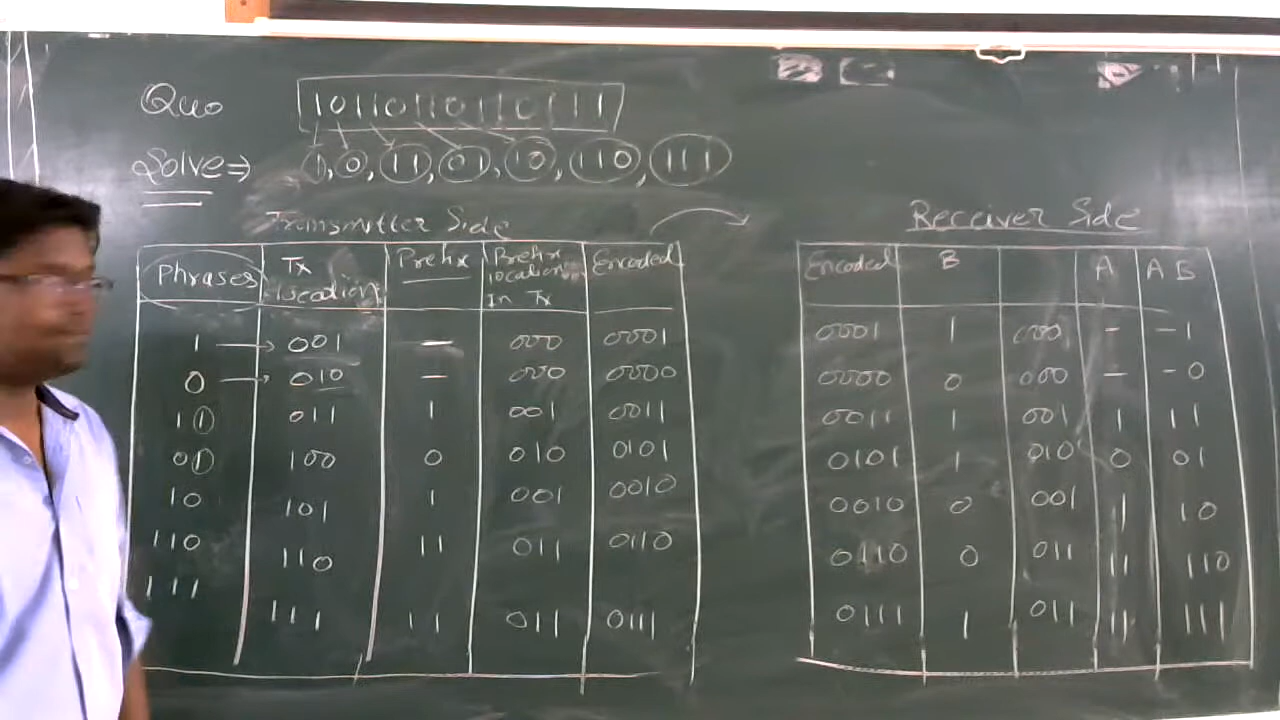 Que 10110110110111
Solve ⇒ 1, 0, 11, 01, 10, 110, 111
Transmitter Side
Phrases Tx location Prefix Prefix location In Tx Encoded
1 → 001 — 000 0001
0 → 010 — 000 0000
11 011 1 001 0011
01 100 0 010 0101
10 101 1 001 0010
110 110 11 011 0110
111 111 11 011 0111
Receiver Side
Encoded B A AB
0001 1 000 - -1
0000 0 000 - -0
0011 1 001 1 11
0101 1 010 0 01
0010 0 001 1 10
0110 0 011 11 110
0111 1 011 11 111